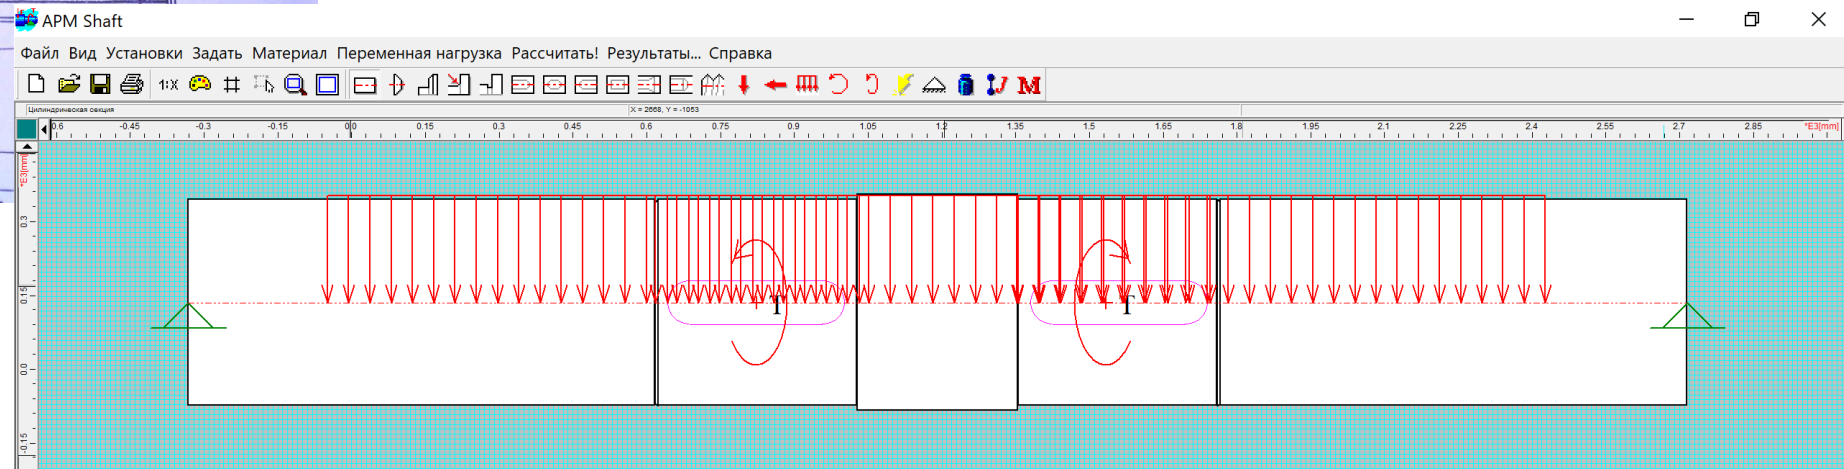 APM Shaft
Файл Вид Установки Задать Материал Переменная нагрузка Рассчитать! Результаты... Справка
1:X J M
Цилиндрическая секция X = 2668, Y = -1053
0.6 -0.45 -0.3 -0.15 0.0 0.15 0.3 0.45 0.6 0.75 0.9 1.05 1.2 1.35 1.5 1.65 1.8 1.95 2.1 2.25 2.4 2.55 2.7 2.85 *E3[mm]
*E3[mm]
0.3
0.15
T T
0.0
-0.15